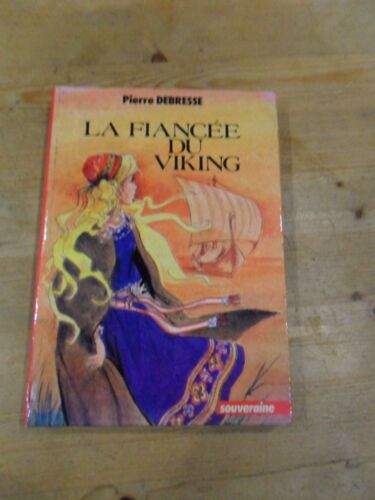 Pierre DEBRESSE
LA FIANCÉE
DU
VIKING
souveraine